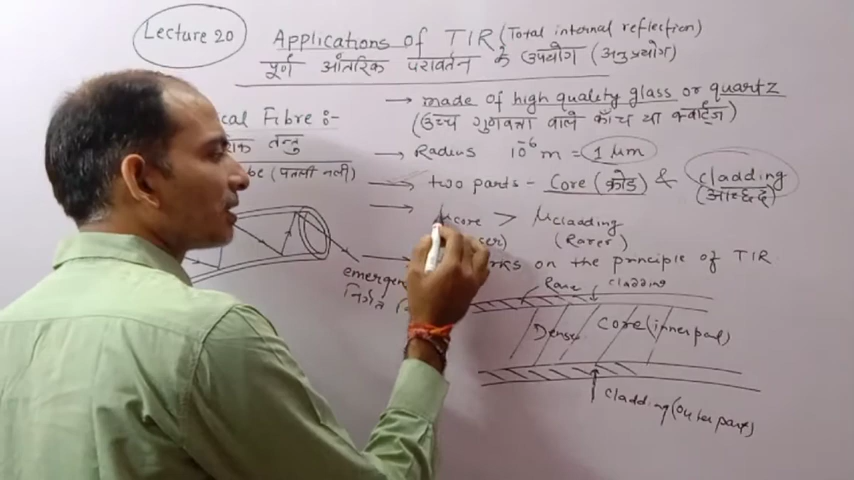 Lecture 20
Applications of TIR (Total internal reflection)
पूर्ण आंतरिक परावर्तन के उपयोग (अनुप्रयोग)
cal Fibre :-
तन्तु
be (पतली नली)
→ made of high quality glass or quartz
(उच्च गुणवत्ता वाले काँच या क्वार्ट्ज)
→ Radius 10⁻⁶ m = 1 μm
→ two parts - Core (क्रोड) & cladding
(आच्छद)
→ μcore > μcladding
ser) (Rarer)
→ rks on the principle of TIR
emergen
निर्गत
Rare cladding
Dense Core (inner part)
cladding (outer part)